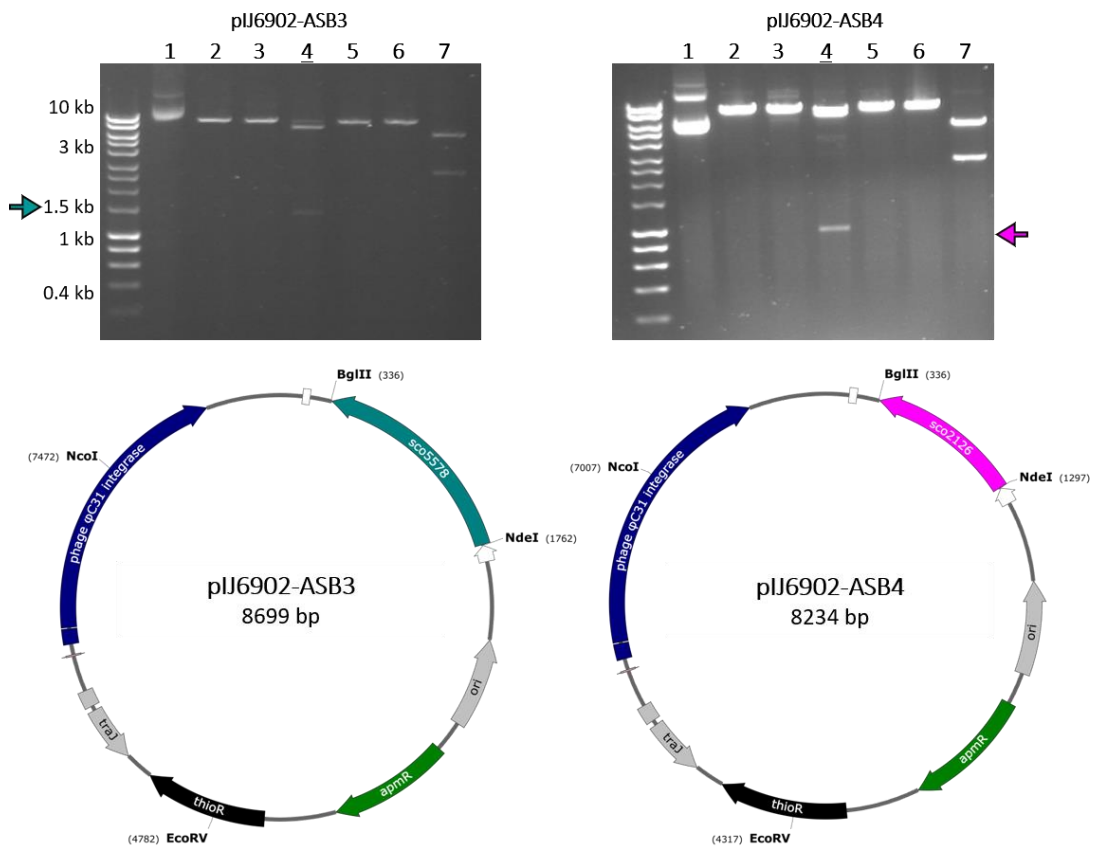 pIJ6902-ASB3
1 2 3 4 5 6 7
10 kb
3 kb
1.5 kb
1 kb
0.4 kb
pIJ6902-ASB4
1 2 3 4 5 6 7
BglII (336)
sco5578
(7472) NcoI
phage φC31 integrase
NdeI (1762)
pIJ6902-ASB3
8699 bp
ori
traJ
apmR
thioR
(4782) EcoRV
BglII (336)
sco2126
(7007) NcoI
phage φC31 integrase
NdeI (1297)
pIJ6902-ASB4
8234 bp
ori
traJ
apmR
thioR
(4317) EcoRV